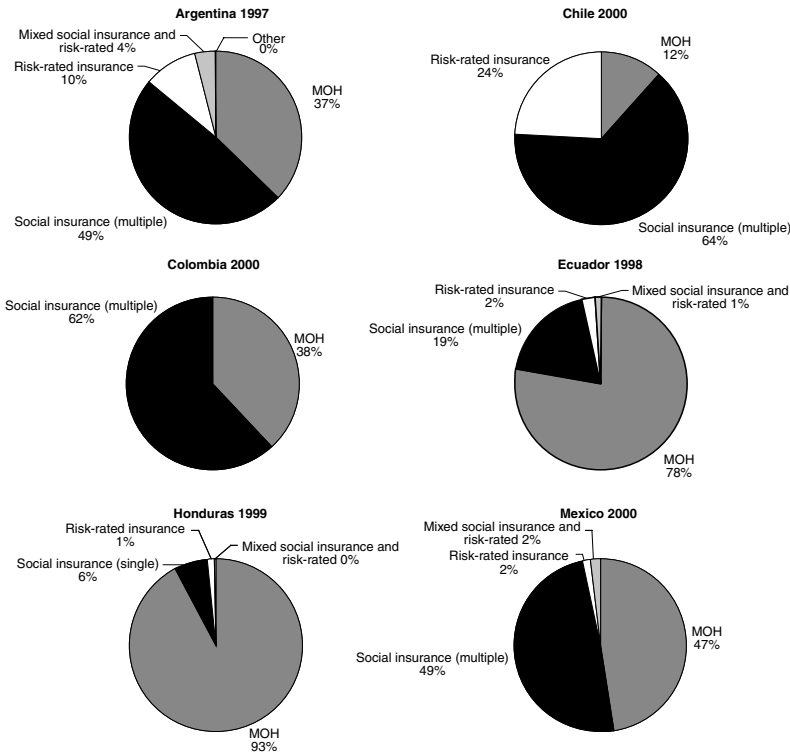 Argentina 1997
Mixed social insurance and
risk-rated 4%
Other
0%
Risk-rated insurance
10%
MOH
37%
Social insurance (multiple)
49%
Chile 2000
MOH
12%
Risk-rated insurance
24%
Social insurance (multiple)
64%
Colombia 2000
Social insurance (multiple)
62%
MOH
38%
Ecuador 1998
Risk-rated insurance
2%
Mixed social insurance and
risk-rated 1%
Social insurance (multiple)
19%
MOH
78%
Honduras 1999
Risk-rated insurance
1%
Mixed social insurance and
risk-rated 0%
Social insurance (single)
6%
MOH
93%
Mexico 2000
Mixed social insurance and
risk-rated 2%
Risk-rated insurance
2%
MOH
47%
Social insurance (multiple)
49%